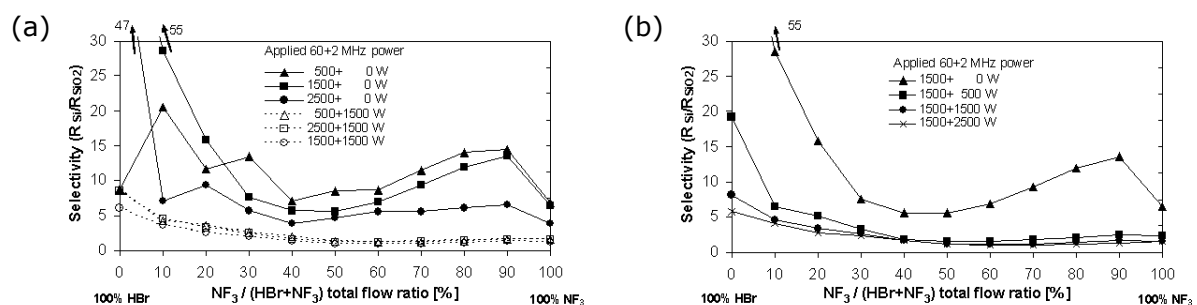 (a)
47
55
30
25
20
15
10
5
0
Selectivity (R Si/R SiO2)
Applied 60+2 MHz power
500+ 0 W
1500+ 0 W
2500+ 0 W
500+1500 W
2500+1500 W
1500+1500 W
0 10 20 30 40 50 60 70 80 90 100
100% HBr
NF3 / (HBr+NF3) total flow ratio [%]
100% NF3
(b)
55
30
25
20
15
10
5
0
Selectivity (R Si/R SiO2)
Applied 60+2 MHz power
1500+ 0 W
1500+ 500 W
1500+1500 W
1500+2500 W
0 10 20 30 40 50 60 70 80 90 100
100% HBr
NF3 / (HBr+NF3) total flow ratio [%]
100% NF3